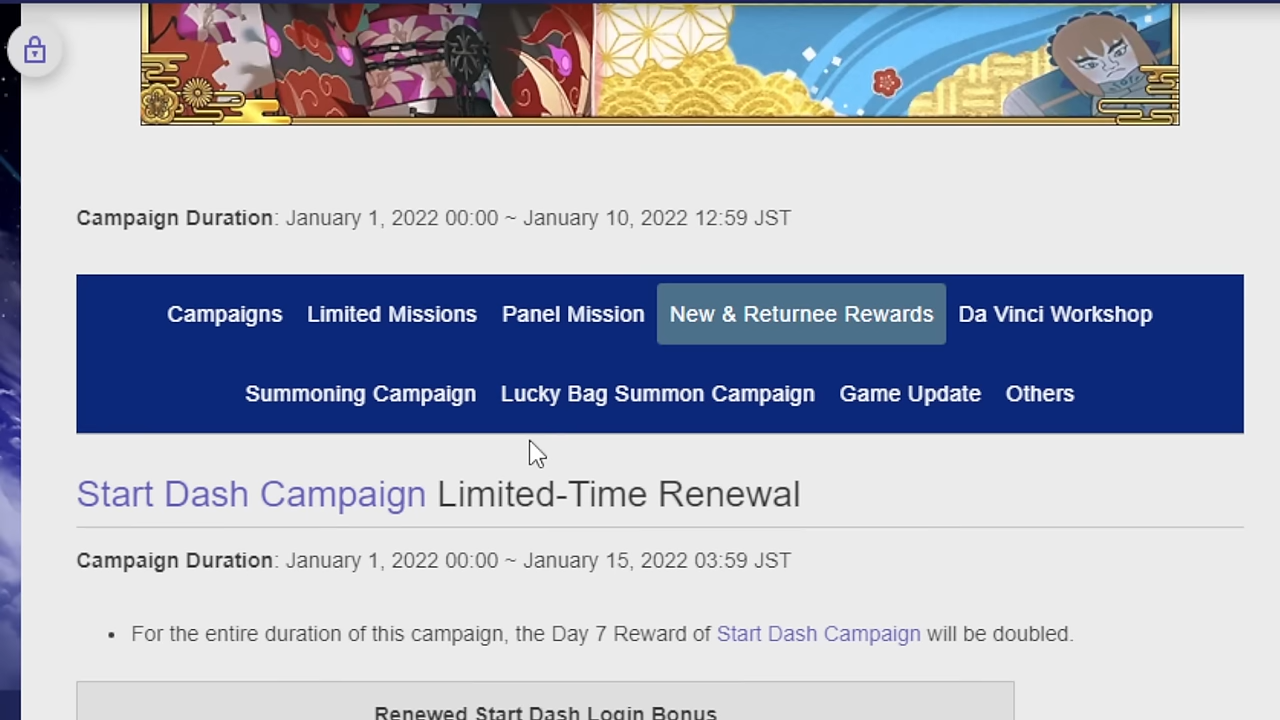 Campaign Duration: January 1, 2022 00:00 ~ January 10, 2022 12:59 JST
Campaigns Limited Missions Panel Mission New & Returnee Rewards Da Vinci Workshop
Summoning Campaign Lucky Bag Summon Campaign Game Update Others
Start Dash Campaign Limited-Time Renewal
Campaign Duration: January 1, 2022 00:00 ~ January 15, 2022 03:59 JST
• For the entire duration of this campaign, the Day 7 Reward of Start Dash Campaign will be doubled.
Renewed Start Dash Login Bonus